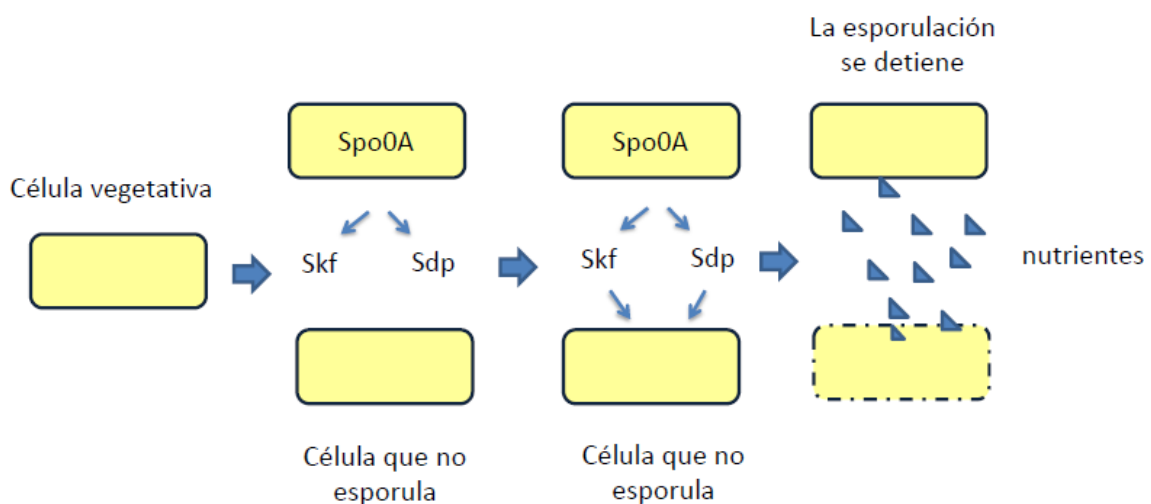 La esporulación
se detiene
Spo0A
Spo0A
Célula vegetativa
Skf
Sdp
Skf
Sdp
nutrientes
Célula que no
esporula
Célula que no
esporula